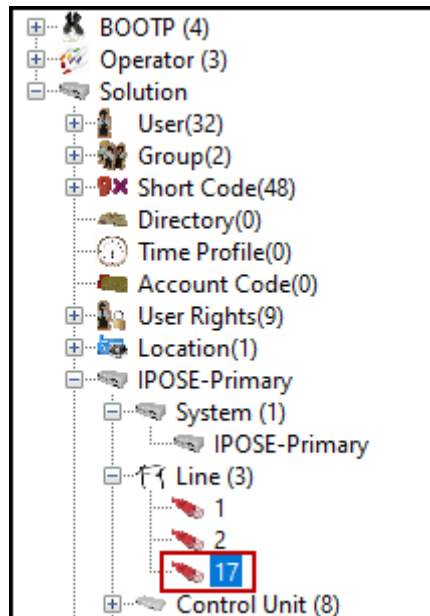 BOOTP (4)
Operator (3)
Solution
User(32)
Group(2)
Short Code(48)
Directory(0)
Time Profile(0)
Account Code(0)
User Rights(9)
Location(1)
IPOSE-Primary
System (1)
IPOSE-Primary
Line (3)
1
2
17
Control Unit (8)